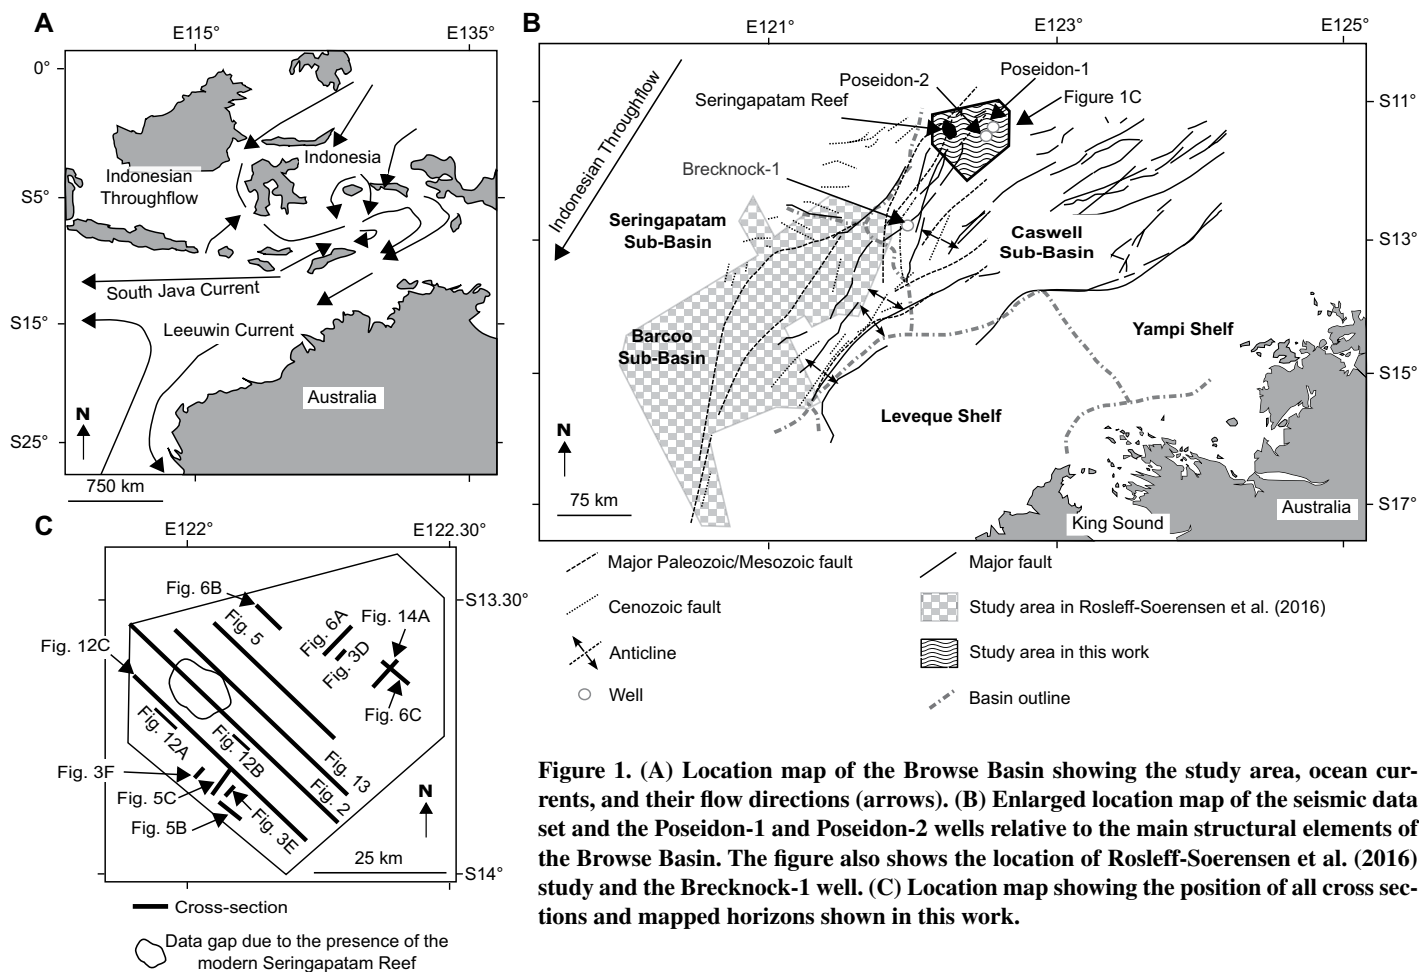 A
E115°
E135°
0°
S5°
S15°
S25°
Indonesia
Indonesian
Throughflow
South Java Current
Leeuwin Current
Australia
N
750 km
B
E121°
E123°
E125°
S11°
S13°
S15°
S17°
Indonesian Throughflow
Poseidon-2
Poseidon-1
Seringapatam Reef
Figure 1C
Brecknock-1
Seringapatam
Sub-Basin
Caswell
Sub-Basin
Barcoo
Sub-Basin
Yampi Shelf
Leveque Shelf
N
75 km
King Sound
Australia
Major Paleozoic/Mesozoic fault
Cenozoic fault
Anticline
Well
Major fault
Study area in Rosleff-Soerensen et al. (2016)
Study area in this work
Basin outline
C
E122°
E122.30°
S13.30°
S14°
Fig. 6B
Fig. 5
Fig. 6A
Fig. 3D
Fig. 14A
Fig. 6C
Fig. 12C
Fig. 12A
Fig. 12B
Fig. 13
Fig. 2
Fig. 3F
Fig. 5C
Fig. 5B
Fig. 3E
N
25 km
Cross-section
Data gap due to the presence of the
modern Seringapatam Reef
Figure 1. (A) Location map of the Browse Basin showing the study area, ocean cur-
rents, and their flow directions (arrows). (B) Enlarged location map of the seismic data
set and the Poseidon-1 and Poseidon-2 wells relative to the main structural elements of
the Browse Basin. The figure also shows the location of Rosleff-Soerensen et al. (2016)
study and the Brecknock-1 well. (C) Location map showing the position of all cross sec-
tions and mapped horizons shown in this work.